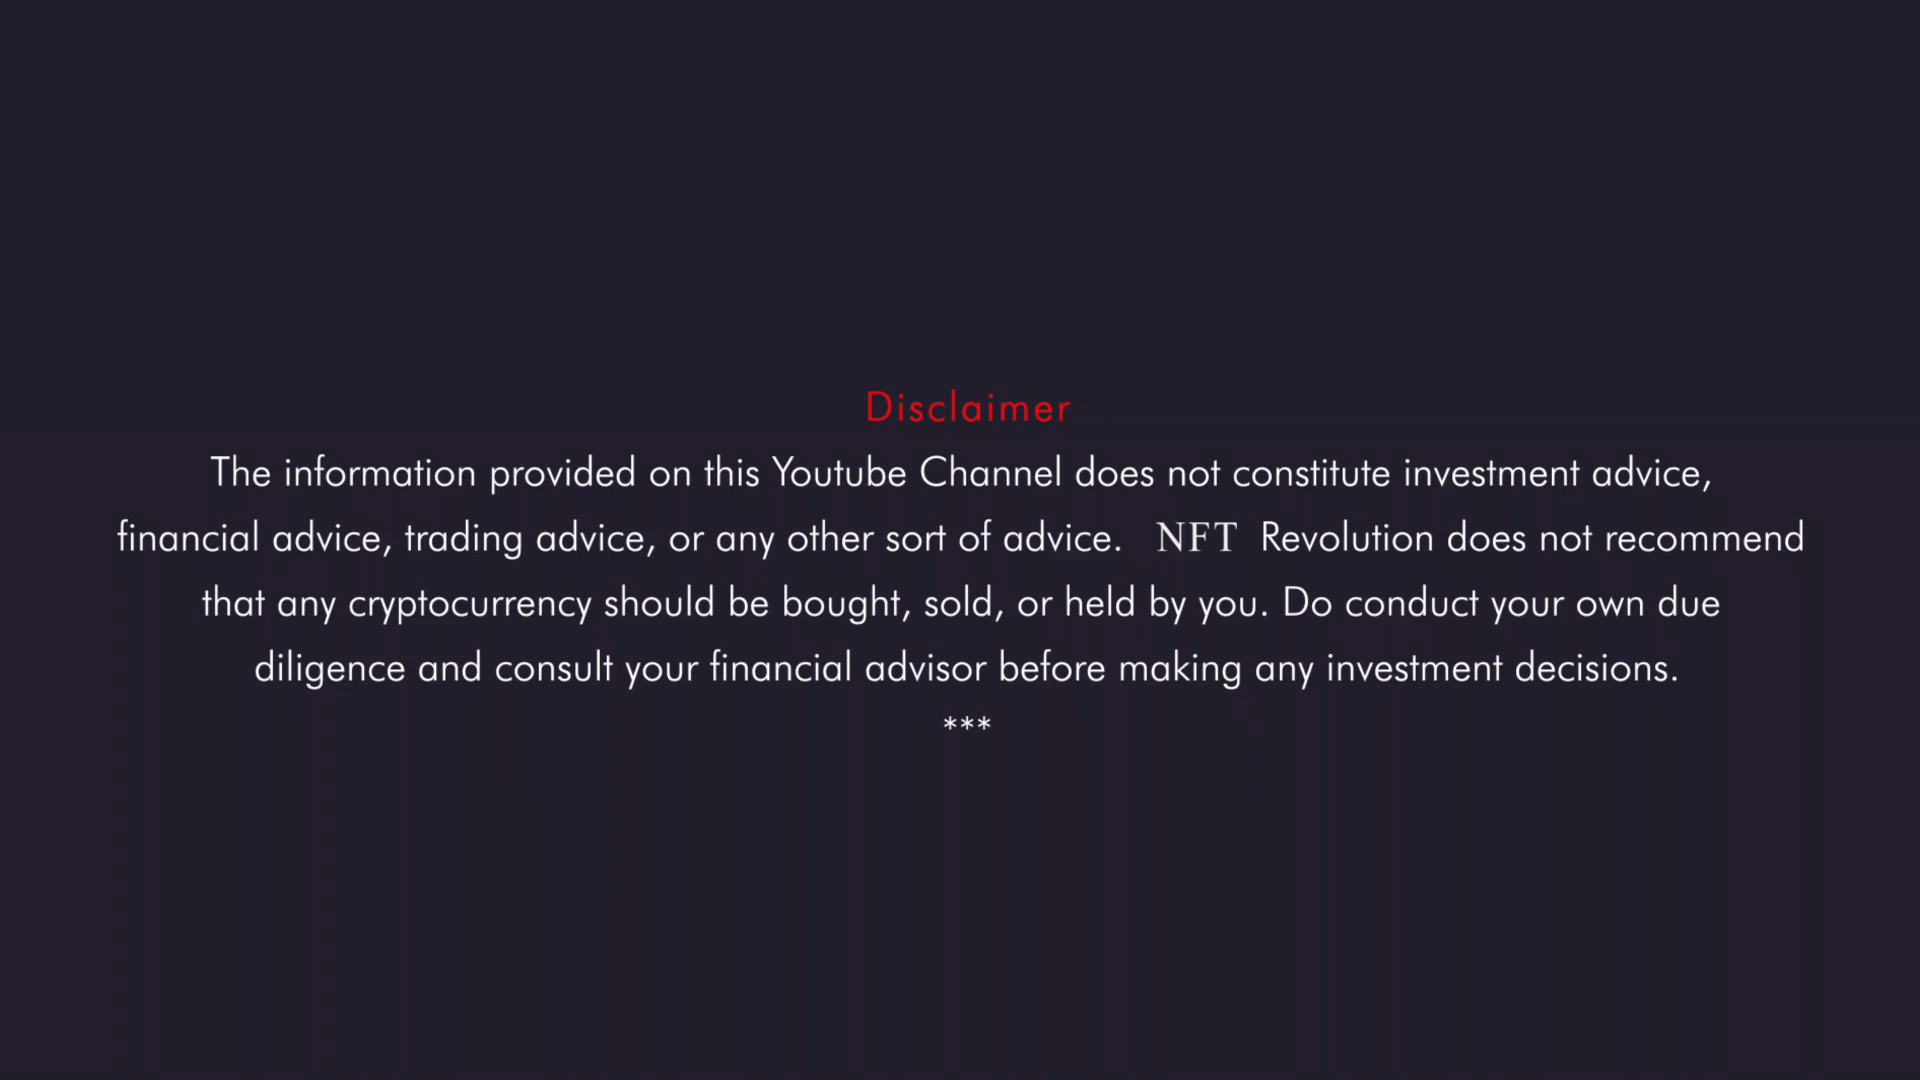 Disclaimer
The information provided on this Youtube Channel does not constitute investment advice,
financial advice, trading advice, or any other sort of advice. NFT Revolution does not recommend
that any cryptocurrency should be bought, sold, or held by you. Do conduct your own due
diligence and consult your financial advisor before making any investment decisions.
***